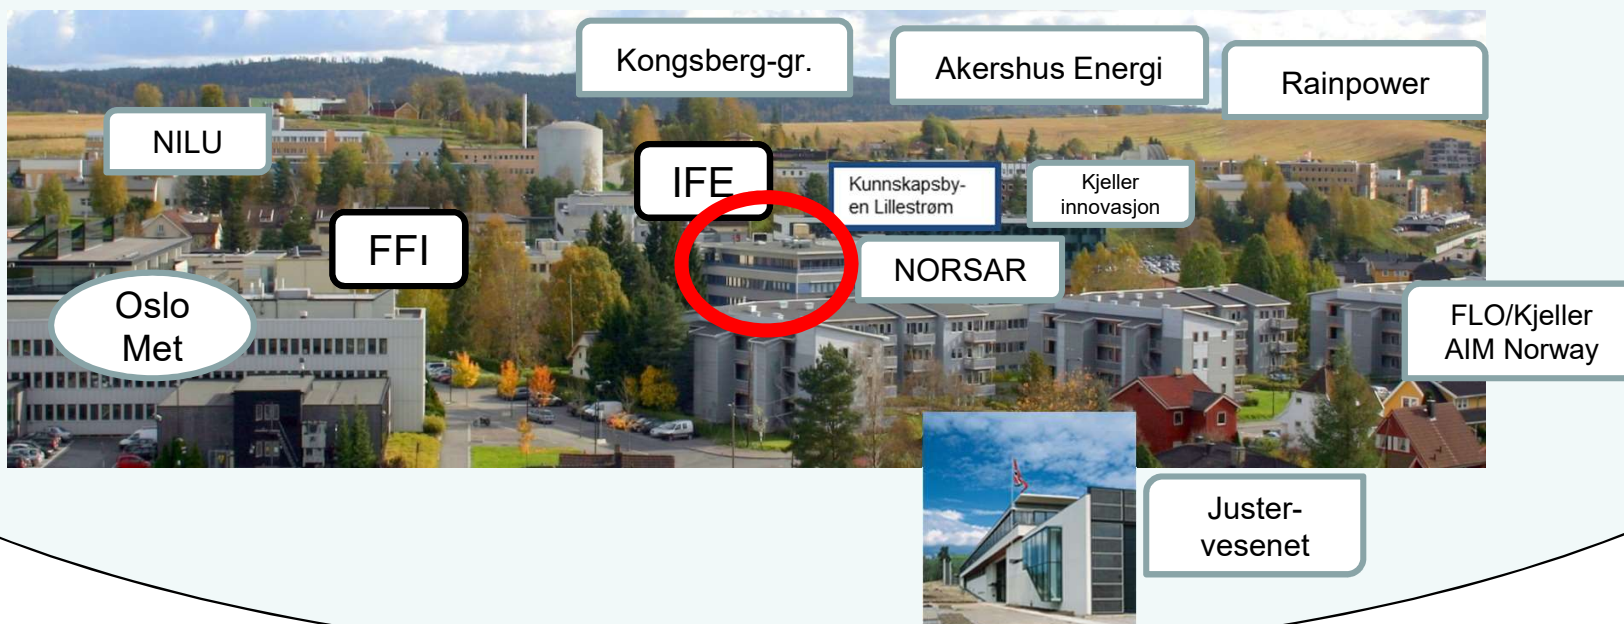 Kongsberg-gr.
Akershus Energi
Rainpower
NILU
IFE
Kunnskapsby-
en Lillestrøm
Kjeller
innovasjon
FFI
NORSAR
Oslo
Met
FLO/Kjeller
AIM Norway
Juster-
vesenet